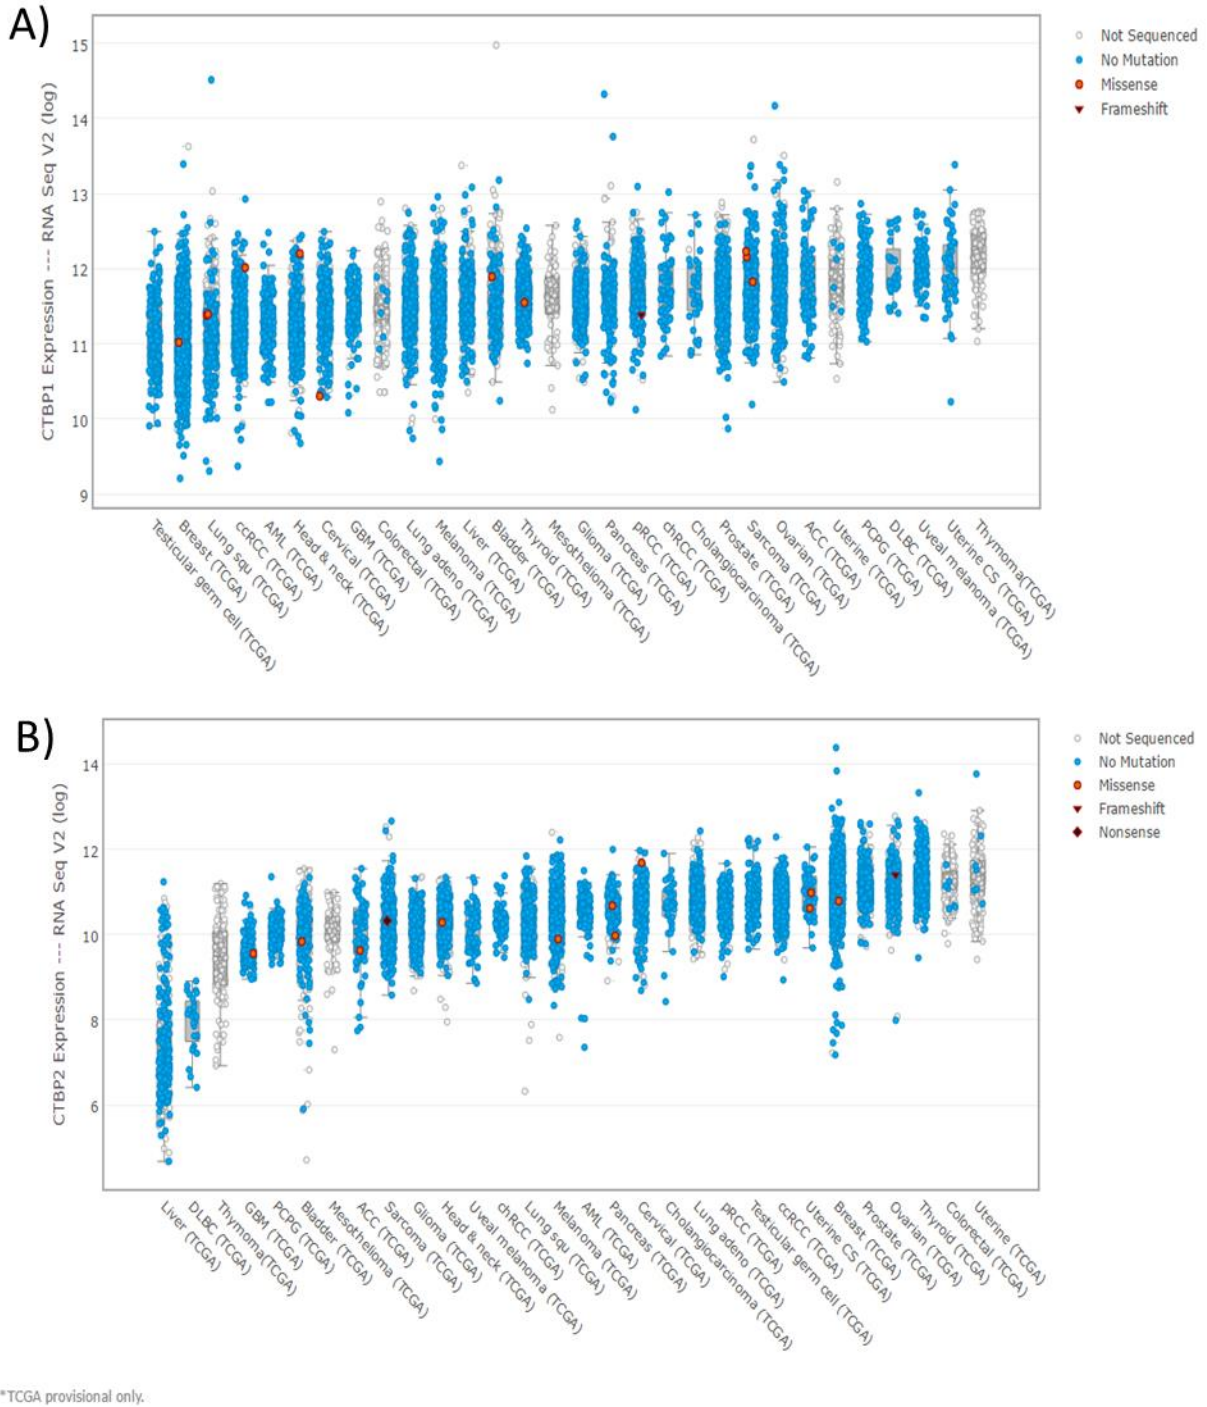 A)
CTBP1 Expression --- RNA Seq V2 (log)
15
14
13
12
11
10
9
Not Sequenced
No Mutation
Missense
Frameshift
Testicular germ cell (TCGA)
Breast (TCGA)
Lung squ (TCGA)
ccRCC (TCGA)
AML (TCGA)
Head & neck (TCGA)
Cervical (TCGA)
GBM (TCGA)
Colorectal (TCGA)
Lung adeno (TCGA)
Melanoma (TCGA)
Liver (TCGA)
Bladder (TCGA)
Thyroid (TCGA)
Mesothelioma (TCGA)
Glioma (TCGA)
Pancreas (TCGA)
pRCC (TCGA)
chRCC (TCGA)
Cholangiocarcinoma (TCGA)
Prostate (TCGA)
Sarcoma (TCGA)
Ovarian (TCGA)
ACC (TCGA)
Uterine (TCGA)
PCPG (TCGA)
DLBC (TCGA)
Uveal melanoma (TCGA)
Uterine CS (TCGA)
Thymoma(TCGA)
B)
CTBP2 Expression --- RNA Seq V2 (log)
14
12
10
8
6
Not Sequenced
No Mutation
Missense
Frameshift
Nonsense
Liver (TCGA)
DLBC (TCGA)
Thymoma(TCGA)
GBM (TCGA)
PCPG (TCGA)
Bladder (TCGA)
Mesothelioma (TCGA)
ACC (TCGA)
Sarcoma (TCGA)
Glioma (TCGA)
Head & neck (TCGA)
Uveal melanoma (TCGA)
chRCC (TCGA)
Lung squ (TCGA)
Melanoma (TCGA)
AML (TCGA)
Pancreas (TCGA)
Cervical (TCGA)
Cholangiocarcinoma (TCGA)
Lung adeno (TCGA)
pRCC (TCGA)
Testicular germ cell (TCGA)
ccRCC (TCGA)
Uterine CS (TCGA)
Breast (TCGA)
Prostate (TCGA)
Ovarian (TCGA)
Thyroid (TCGA)
Colorectal (TCGA)
Uterine (TCGA)
*TCGA provisional only.